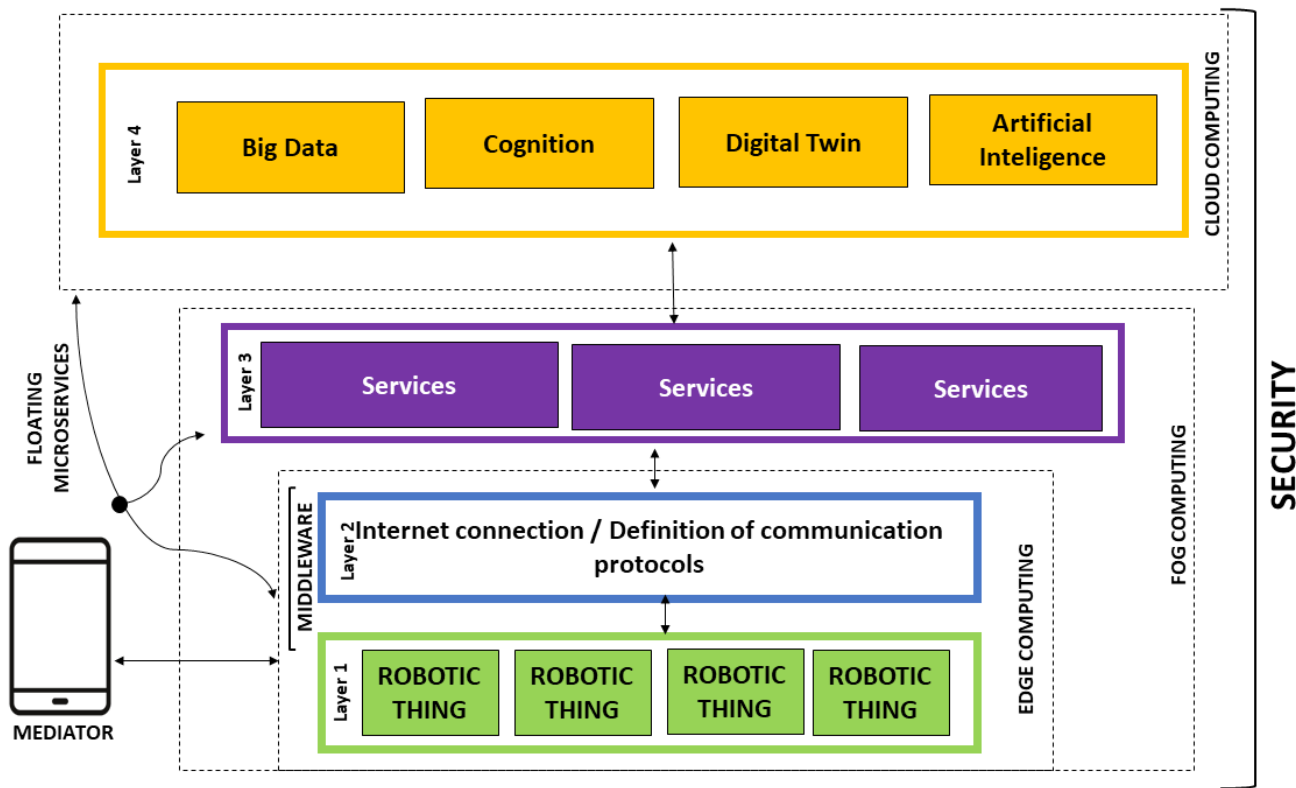 Layer 4
Big Data
Cognition
Digital Twin
Artificial
Inteligence
CLOUD COMPUTING
FLOATING
MICROSERVICES
Layer 3
Services
Services
Services
FOG COMPUTING
SECURITY
MIDDLEWARE
Layer 2
Internet connection / Definition of communication
protocols
EDGE COMPUTING
Layer 1
ROBOTIC
THING
ROBOTIC
THING
ROBOTIC
THING
ROBOTIC
THING
MEDIATOR